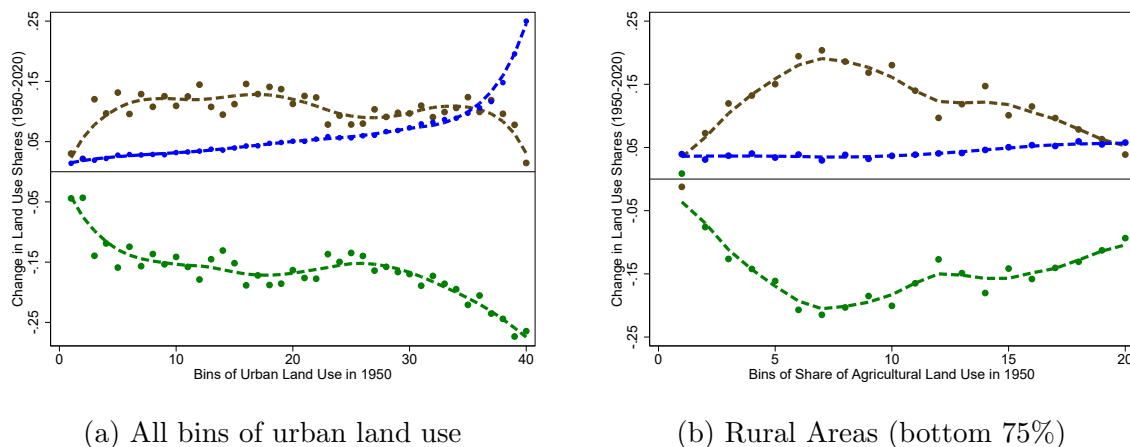 Change in Land Use Shares (1950-2020)
.25
.15
.05
-.05
-.15
-.25
0 10 20 30 40
Bins of Urban Land Use in 1950
(a) All bins of urban land use
Change in Land Use Shares (1950-2020)
.25
.15
.05
-.05
-.15
-.25
0 5 10 15 20
Bins of Share of Agricultural Land Use in 1950
(b) Rural Areas (bottom 75%)